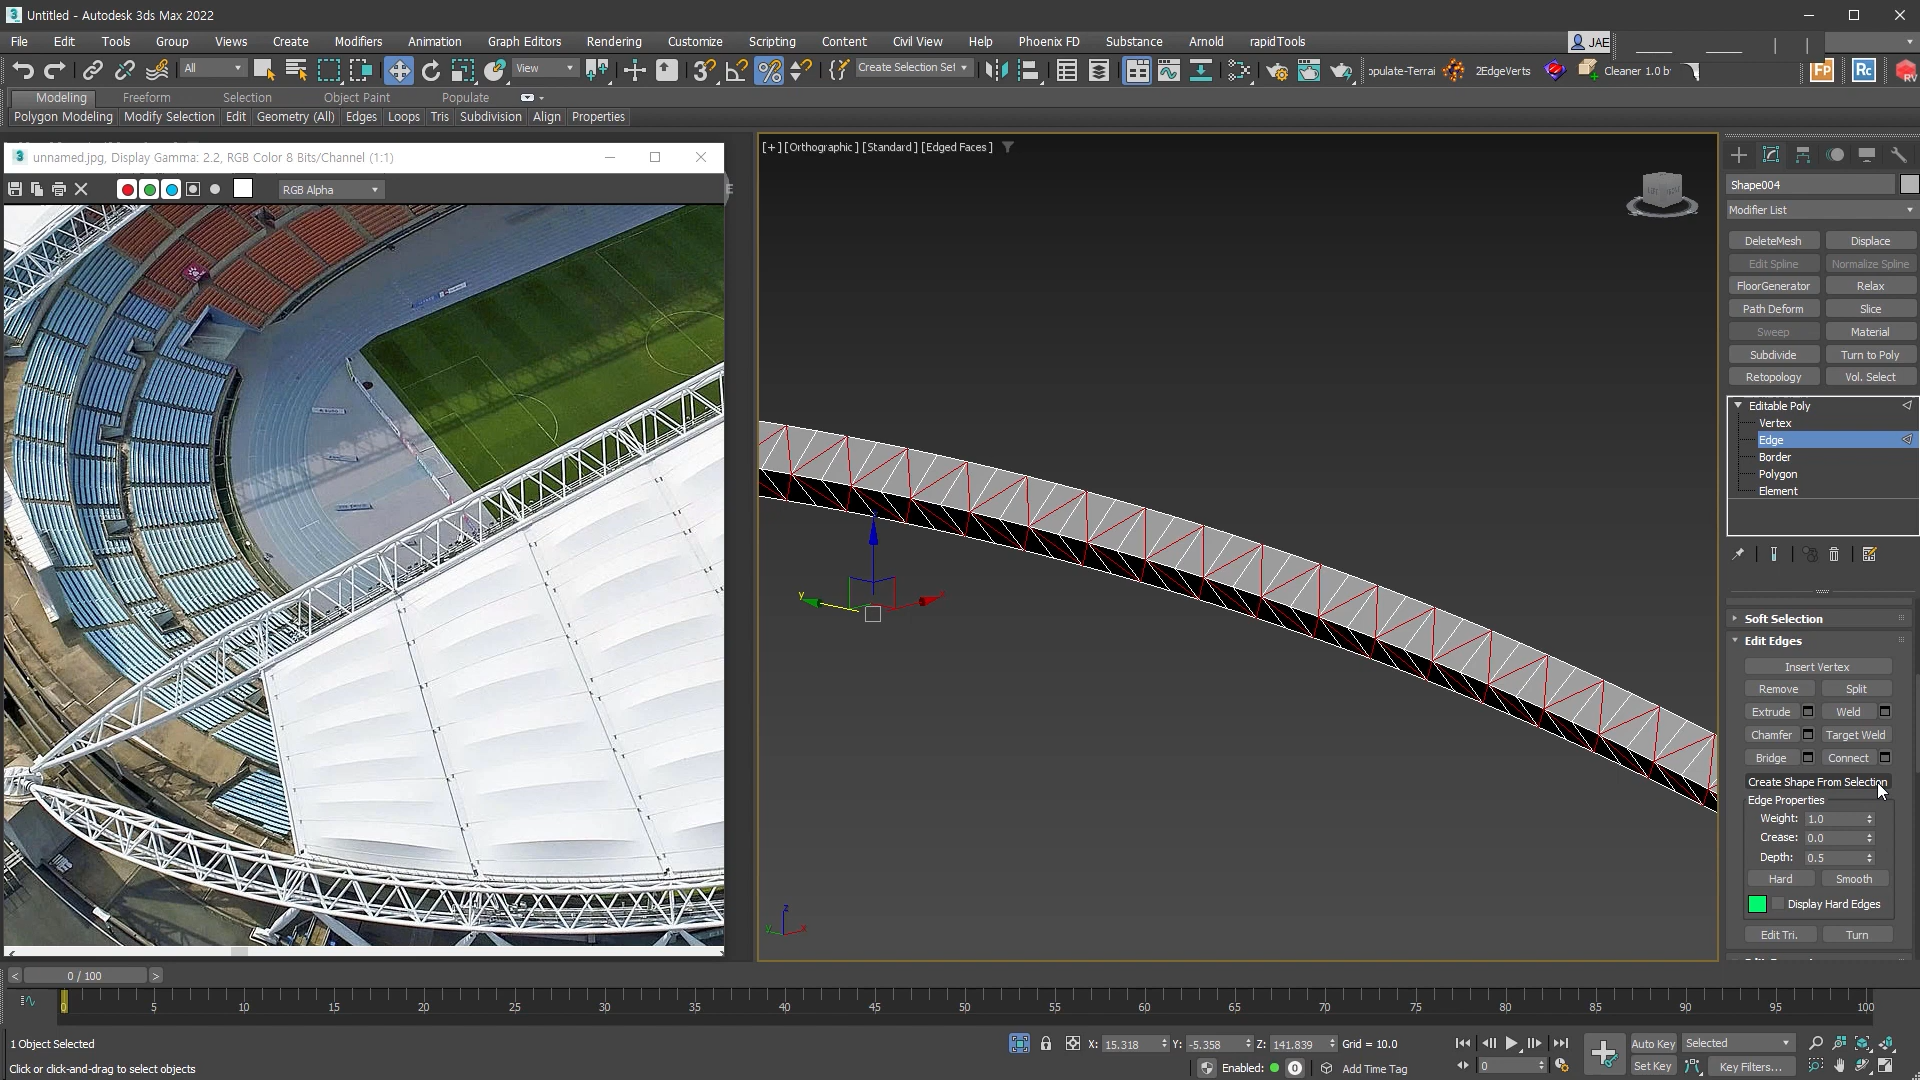 Untitled - Autodesk 3ds Max 2022
File Edit Tools Group Views Create Modifiers Animation Graph Editors Rendering Customize Scripting Content Civil View Help Phoenix FD Substance Arnold rapidTools JAE
All View Create Selection Set opulate-Terrai 2EdgeVerts Cleaner 1.0 b Fp Rc RV
Modeling Freeform Selection Object Paint Populate
Polygon Modeling Modify Selection Edit Geometry (All) Edges Loops Tris Subdivision Align Properties
unnamed.jpg, Display Gamma: 2.2, RGB Color 8 Bits/Channel (1:1)
RGB Alpha
[+] [Orthographic] [Standard] [Edged Faces]
Shape004
Modifier List
DeleteMesh Displace
Edit Spline Normalize Spline
FloorGenerator Relax
Path Deform Slice
Sweep Material
Subdivide Turn to Poly
Retopology Vol. Select
Editable Poly
Vertex
Edge
Border
Polygon
Element
Soft Selection
Edit Edges
Insert Vertex
Remove Split
Extrude Weld
Chamfer Target Weld
Bridge Connect
Create Shape From Selection
Edge Properties
Weight: 1.0
Crease: 0.0
Depth: 0.5
Hard Smooth
Display Hard Edges
Edit Tri. Turn
y
z
< 0 / 100 >
0 5 10 15 20 25 30 35 40 45 50 55 60 65 70 75 80 85 90 95 100
1 Object Selected
X: 15.318 Y: -5.358 Z: 141.839 Grid = 10.0
Auto Key Selected
Click or click-and-drag to select objects
Enabled: 0 Add Time Tag
0
Set Key Key Filters...